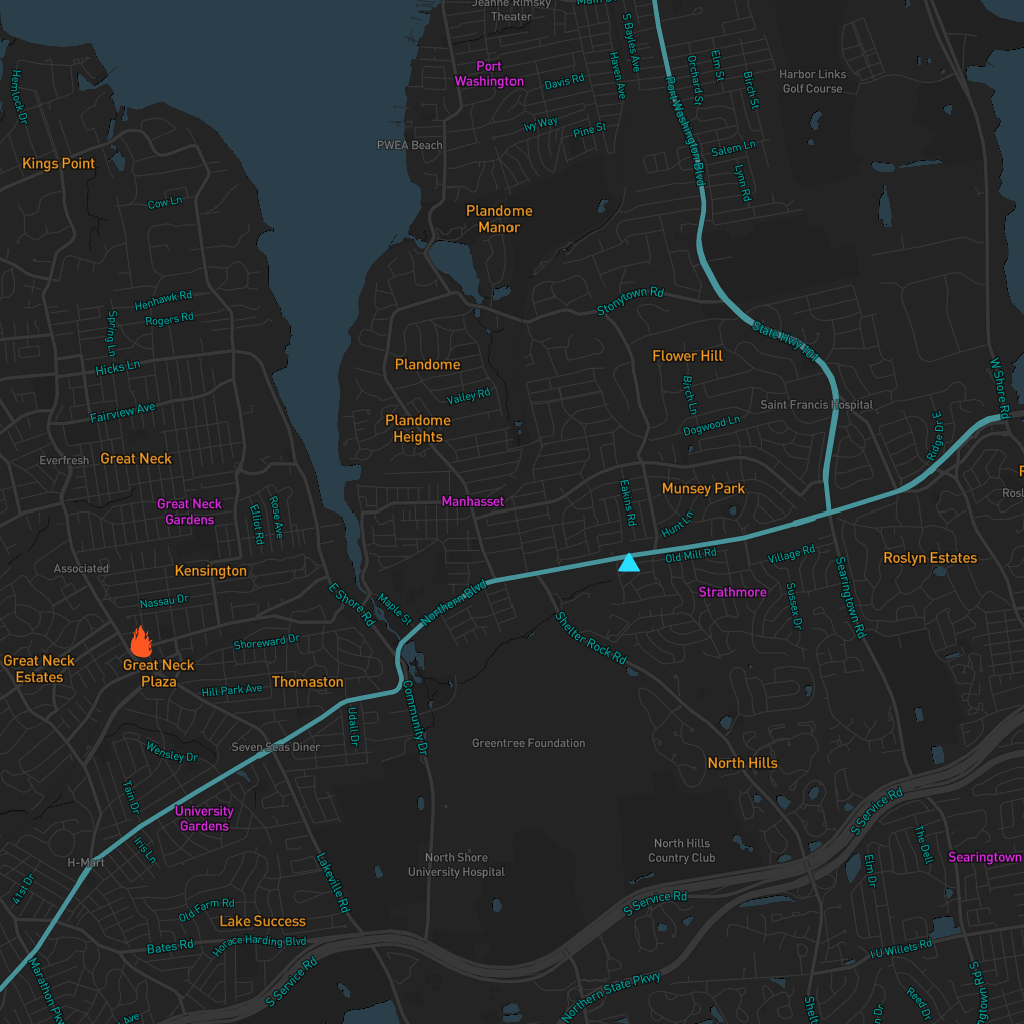 Jeanne Rimsky
Theater
Main St
S Bayles Ave
Port
Washington
Davis Rd
Haven Ave
Orchard St
Elm St
Birch St
Harbor Links
Golf Course
Hemlock Dr
Port Washington Blvd
Ivy Way
Pine St
PWEA Beach
Salem Ln
Kings Point
Lynn Rd
Cow Ln
Plandome
Manor
Henhawk Rd
Stonytown Rd
Spring Ln
Rogers Rd
State Hwy 101
Flower Hill
Hicks Ln
Plandome
W Shore Rd
Birch Ln
Valley Rd
Fairview Ave
Saint Francis Hospital
Plandome
Heights
Dogwood Ln
Ridge Dr E
Everfresh
Great Neck
Great Neck
Gardens
Manhasset
Munsey Park
Eakins Rd
Elliot Rd
Rose Ave
Hunt Ln
Associated
Kensington
Old Mill Rd
Village Rd
Roslyn Estates
Nassau Dr
E Shore Rd
Maple St
Northern Blvd
Strathmore
Sussex Dr
Searingtown Rd
Shelter Rock Rd
Shoreward Dr
Great Neck
Estates
Great Neck
Plaza
Hill Park Ave
Thomaston
Community Dr
Udall Dr
Wensley Dr
Seven Seas Diner
Greentree Foundation
North Hills
Tain Dr
University
Gardens
S Service Rd
Iris Ln
The Dell
H-Mart
41st Dr
Lakeville Rd
North Shore
University Hospital
North Hills
Country Club
Elm Dr
Searingtown
Old Farm Rd
Lake Success
S Service Rd
Bates Rd
Horace Harding Blvd
I U Willets Rd
Marathon Pkwy
S Service Rd
Northern State Pkwy
Reed Dr